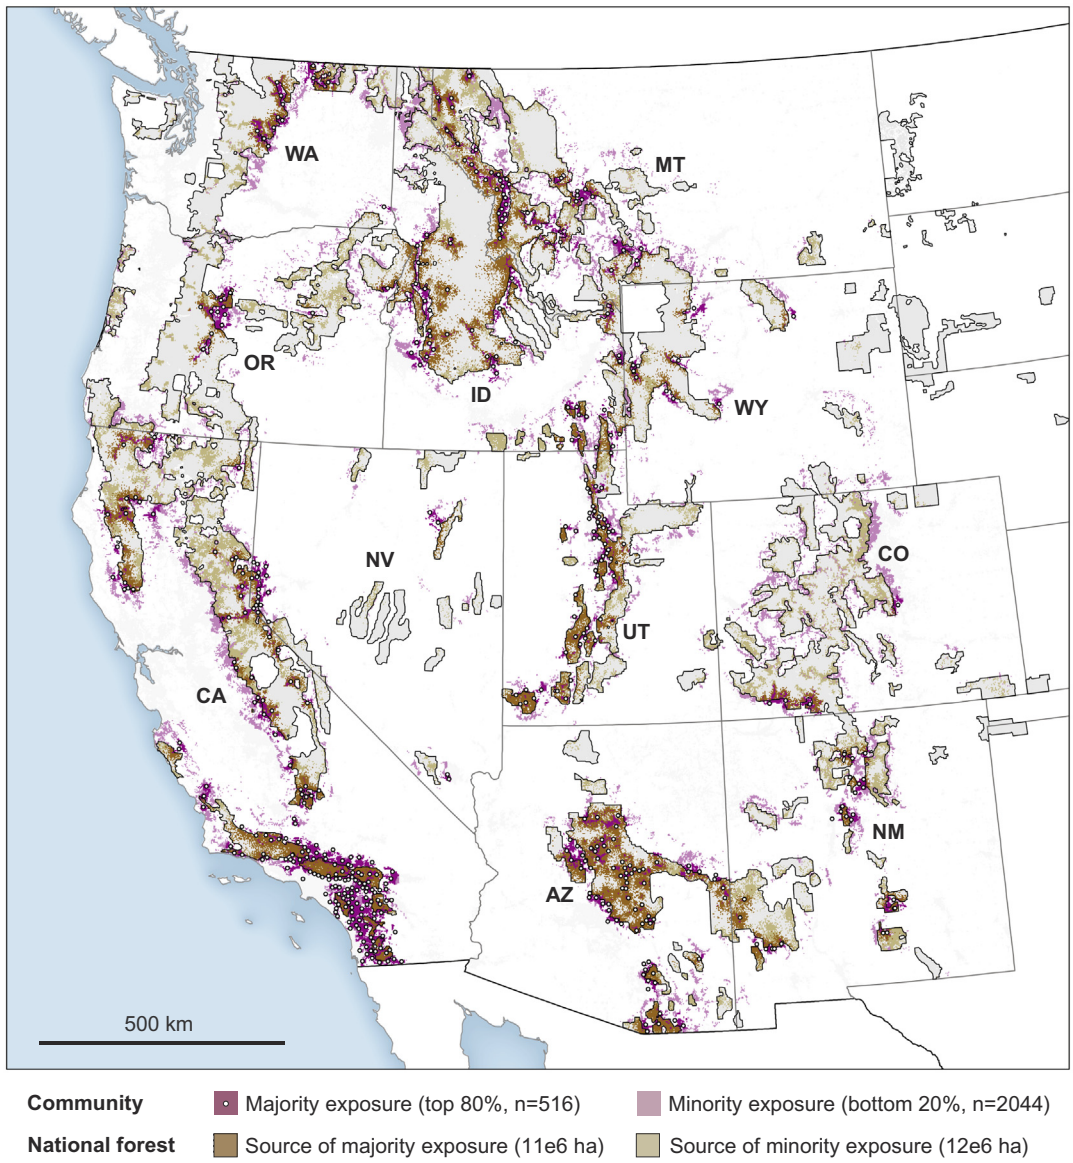 WA
MT
OR
ID
WY
NV
CO
UT
CA
NM
AZ
500 km
Community Majority exposure (top 80%, n=516) Minority exposure (bottom 20%, n=2044)
National forest Source of majority exposure (11e6 ha) Source of minority exposure (12e6 ha)